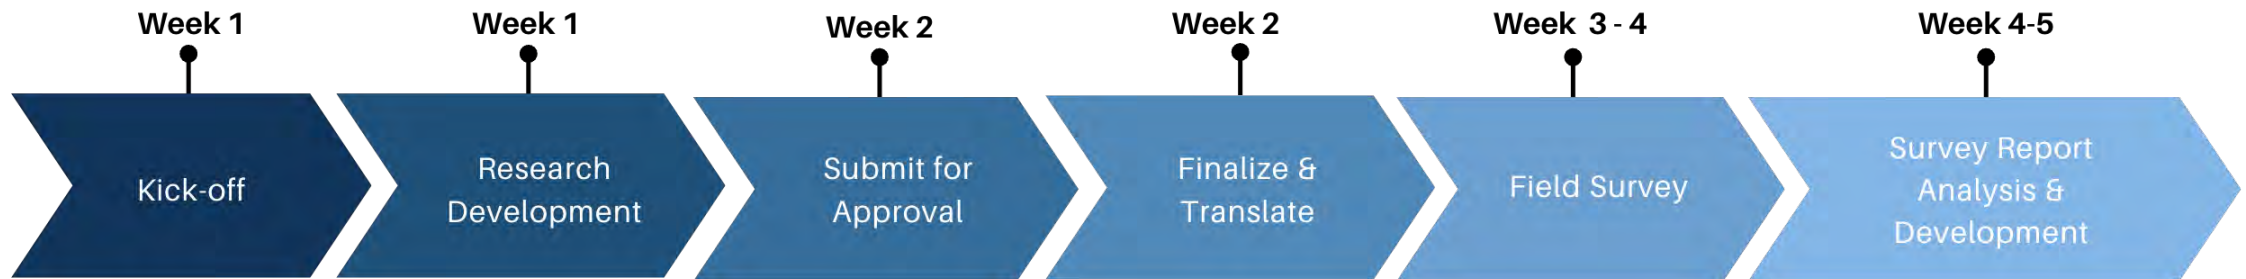 Week 1
Week 1
Week 2
Week 2
Week 3 - 4
Week 4-5
Kick-off
Research
Development
Submit for
Approval
Finalize &
Translate
Field Survey
Survey Report
Analysis &
Development